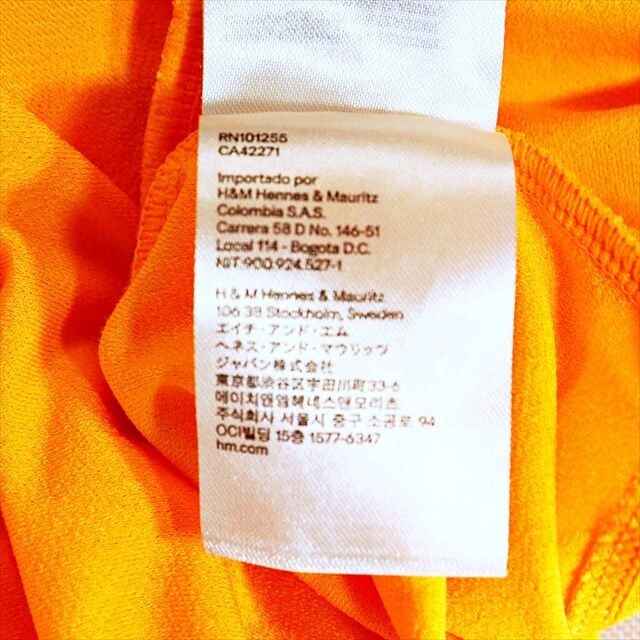 RN101255
CA42271
Importado por
H&M Hennes & Mauritz
Colombia S.A.S.
Carrera 58 D No. 146-51
Local 114 - Bogota D.C.
NIT 900.924.527-1
H & M Hennes & Mauritz
106 38 Stockholm, Sweden
エイチ・アンド・エム
ヘネス・アンド・マウリッツ
ジャパン株式会社
東京都渋谷区宇田川町33-6
에이치앤엠헤네스앤모리츠
주식회사 서울시 중구 소공로 94
OCI빌딩 15층 1577-6347
hm.com